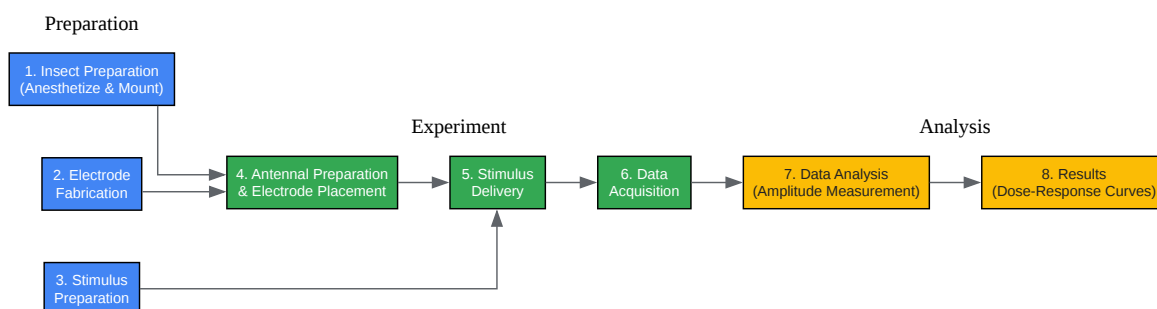 Preparation
1. Insect Preparation
(Anesthetize & Mount)
Experiment
Analysis
2. Electrode
Fabrication
4. Antennal Preparation
& Electrode Placement
5. Stimulus
Delivery
6. Data
Acquisition
7. Data Analysis
(Amplitude Measurement)
8. Results
(Dose-Response Curves)
3. Stimulus
Preparation